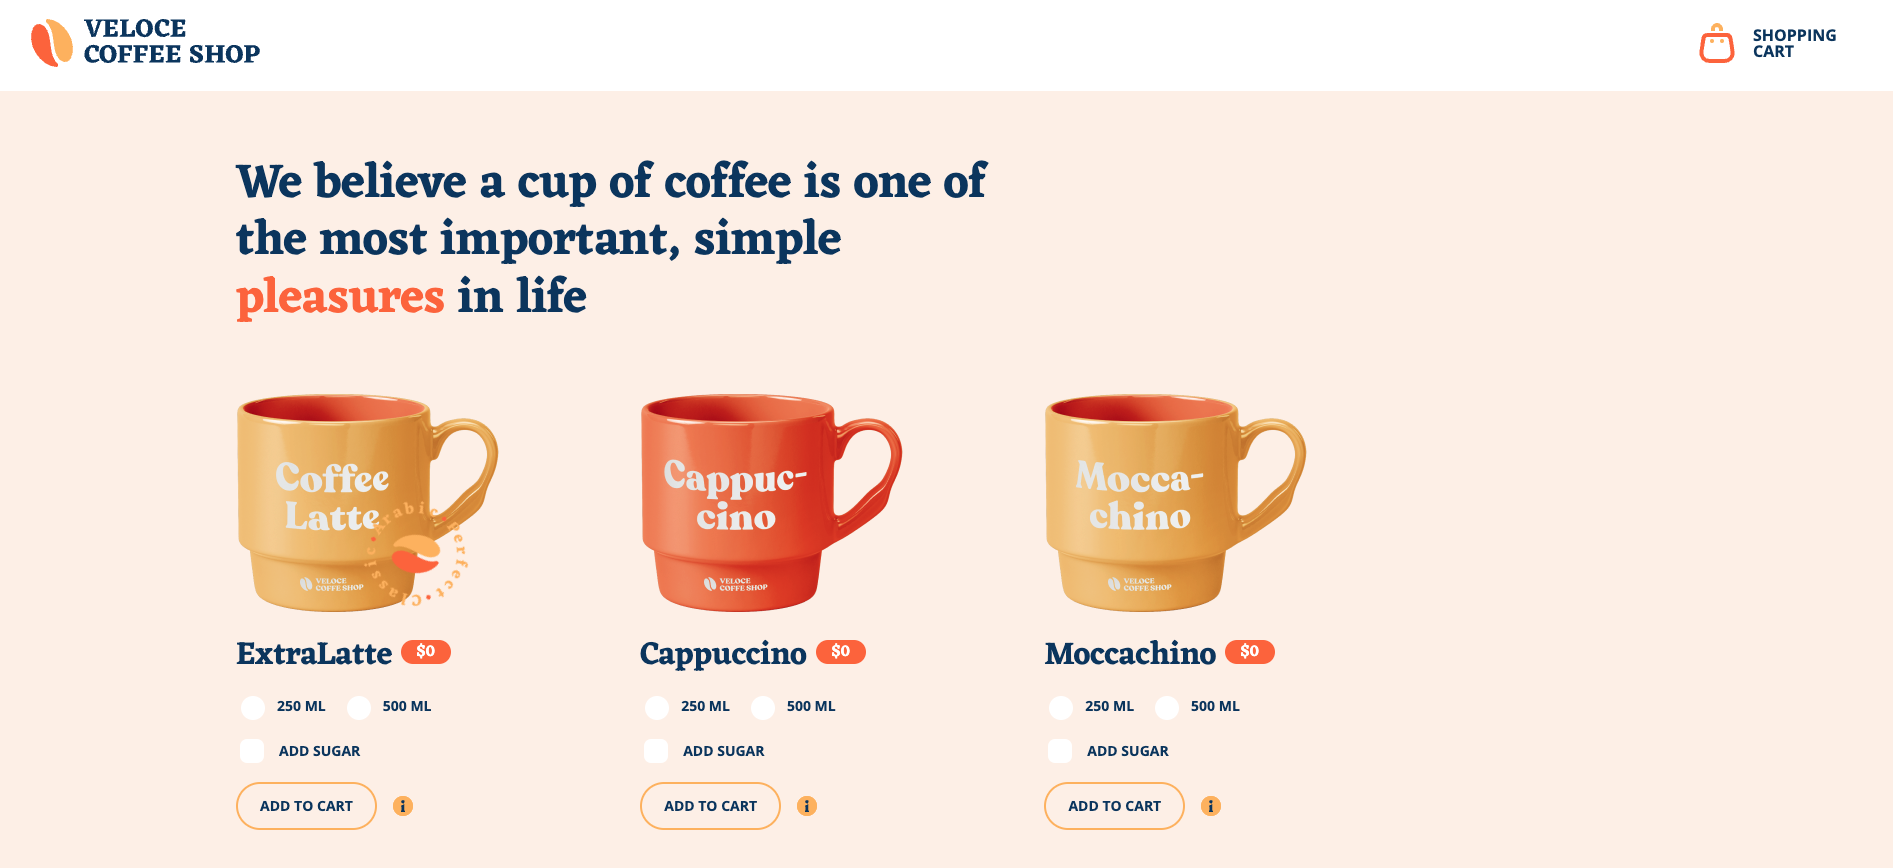 VELOCE
COFFEE SHOP
SHOPPING
CART
We believe a cup of coffee is one of
the most important, simple
pleasures in life
Coffee
Latte
Arabic • Perfect • Classic •
VELOCE
COFFE SHOP
Cappuc-
cino
VELOCE
COFFE SHOP
Mocca-
chino
VELOCE
COFFE SHOP
ExtraLatte $0
250 ML 500 ML
ADD SUGAR
ADD TO CART i
Cappuccino $0
250 ML 500 ML
ADD SUGAR
ADD TO CART i
Moccachino $0
250 ML 500 ML
ADD SUGAR
ADD TO CART i